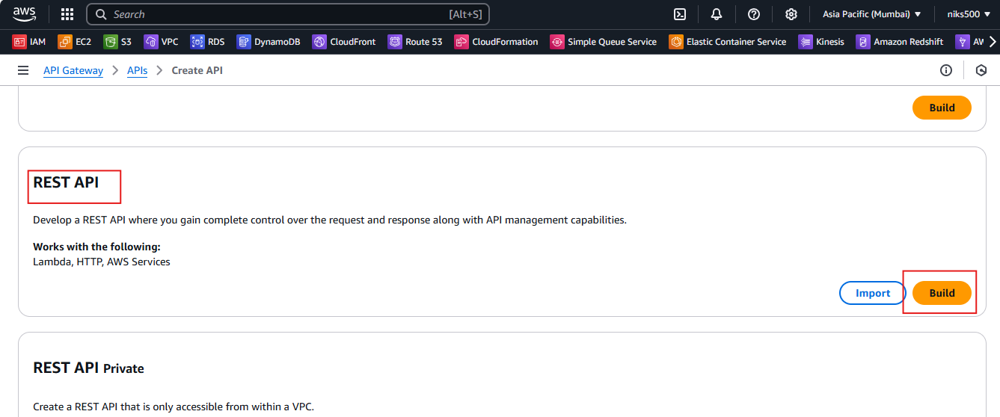 aws Search [Alt+S] Asia Pacific (Mumbai) niks500
IAM EC2 S3 VPC RDS DynamoDB CloudFront Route 53 CloudFormation Simple Queue Service Elastic Container Service Kinesis Amazon Redshift AW
API Gateway > APIs > Create API
Build
REST API
Develop a REST API where you gain complete control over the request and response along with API management capabilities.
Works with the following:
Lambda, HTTP, AWS Services
Import Build
REST API Private
Create a REST API that is only accessible from within a VPC.